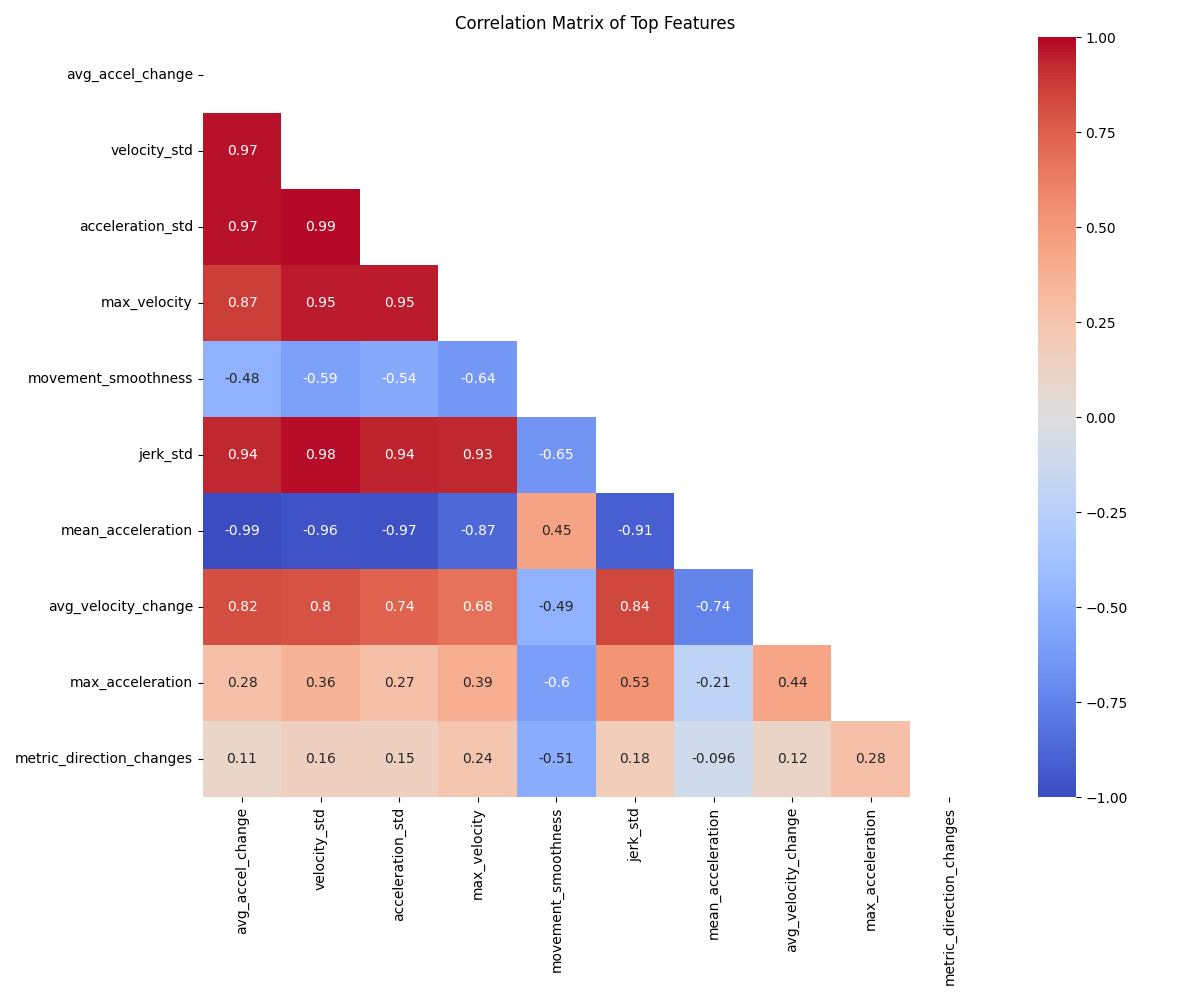 Correlation Matrix of Top Features
avg_accel_change
velocity_std
0.97
acceleration_std
0.97 0.99
max_velocity
0.87 0.95 0.95
movement_smoothness
-0.48 -0.59 -0.54 -0.64
jerk_std
0.94 0.98 0.94 0.93 -0.65
mean_acceleration
-0.99 -0.96 -0.97 -0.87 0.45 -0.91
avg_velocity_change
0.82 0.8 0.74 0.68 -0.49 0.84 -0.74
max_acceleration
0.28 0.36 0.27 0.39 -0.6 0.53 -0.21 0.44
metric_direction_changes
0.11 0.16 0.15 0.24 -0.51 0.18 -0.096 0.12 0.28
avg_accel_change
velocity_std
acceleration_std
max_velocity
movement_smoothness
jerk_std
mean_acceleration
avg_velocity_change
max_acceleration
metric_direction_changes
1.00
0.75
0.50
0.25
0.00
−0.25
−0.50
−0.75
−1.00